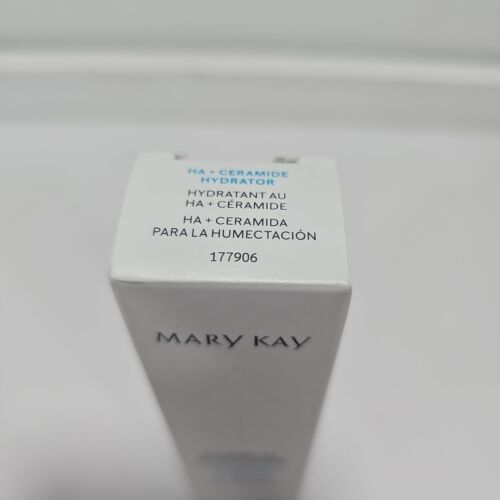 HA + CERAMIDE
HYDRATOR
HYDRATANT AU
HA + CÉRAMIDE
HA + CERAMIDA
PARA LA HUMECTACIÓN
177906
MARY KAY